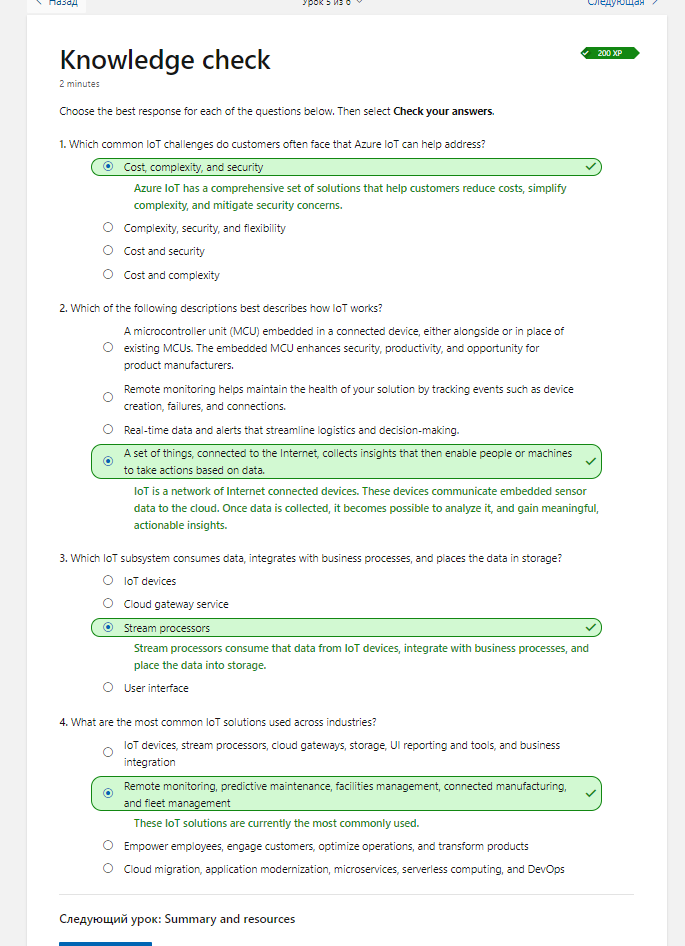 Назад
Урок 5 из 6
Следующая
Knowledge check
200 XP
2 minutes
Choose the best response for each of the questions below. Then select Check your answers.
1. Which common IoT challenges do customers often face that Azure IoT can help address?
Cost, complexity, and security
Azure IoT has a comprehensive set of solutions that help customers reduce costs, simplify
complexity, and mitigate security concerns.
Complexity, security, and flexibility
Cost and security
Cost and complexity
2. Which of the following descriptions best describes how IoT works?
A microcontroller unit (MCU) embedded in a connected device, either alongside or in place of
existing MCUs. The embedded MCU enhances security, productivity, and opportunity for
product manufacturers.
Remote monitoring helps maintain the health of your solution by tracking events such as device
creation, failures, and connections.
Real-time data and alerts that streamline logistics and decision-making.
A set of things, connected to the Internet, collects insights that then enable people or machines
to take actions based on data.
IoT is a network of Internet connected devices. These devices communicate embedded sensor
data to the cloud. Once data is collected, it becomes possible to analyze it, and gain meaningful,
actionable insights.
3. Which IoT subsystem consumes data, integrates with business processes, and places the data in storage?
IoT devices
Cloud gateway service
Stream processors
Stream processors consume that data from IoT devices, integrate with business processes, and
place the data into storage.
User interface
4. What are the most common IoT solutions used across industries?
IoT devices, stream processors, cloud gateways, storage, UI reporting and tools, and business
integration
Remote monitoring, predictive maintenance, facilities management, connected manufacturing,
and fleet management
These IoT solutions are currently the most commonly used.
Empower employees, engage customers, optimize operations, and transform products
Cloud migration, application modernization, microservices, serverless computing, and DevOps
Следующий урок: Summary and resources